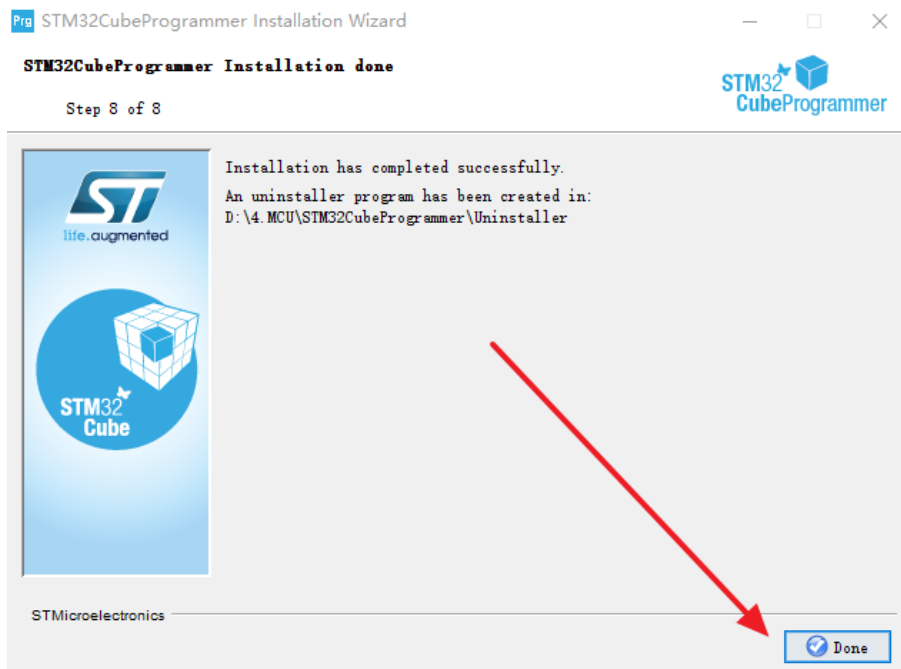 Prg STM32CubeProgrammer Installation Wizard
STM32CubeProgrammer Installation done
Step 8 of 8
STM32
CubeProgrammer
ST
life.augmented
STM32
Cube
Installation has completed successfully.
An uninstaller program has been created in:
D:\4.MCU\STM32CubeProgrammer\Uninstaller
STMicroelectronics
Done